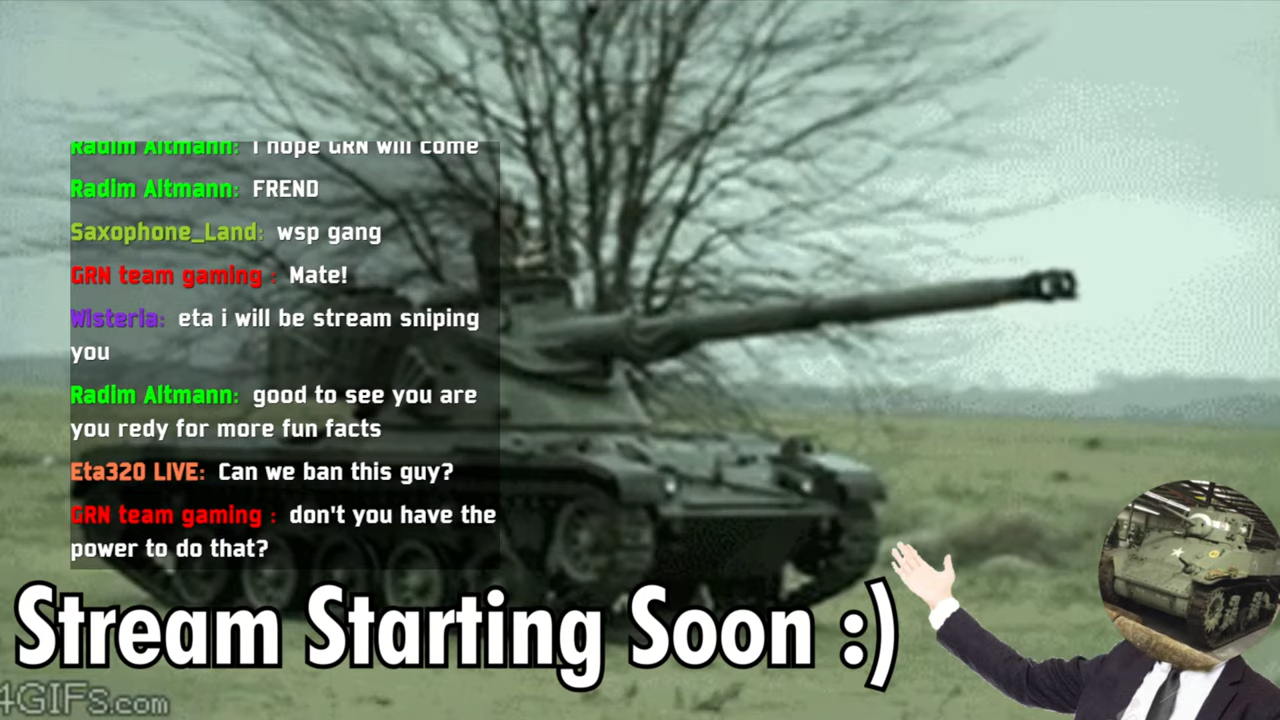 Radim Altmann: I hope GRN will come
Radim Altmann: FREND
Saxophone_Land: wsp gang
GRN team gaming : Mate!
Wisteria: eta i will be stream sniping
you
Radim Altmann: good to see you are
you redy for more fun facts
Eta320 LIVE: Can we ban this guy?
GRN team gaming : don't you have the
power to do that?
Stream Starting Soon :)
4GIFs.com